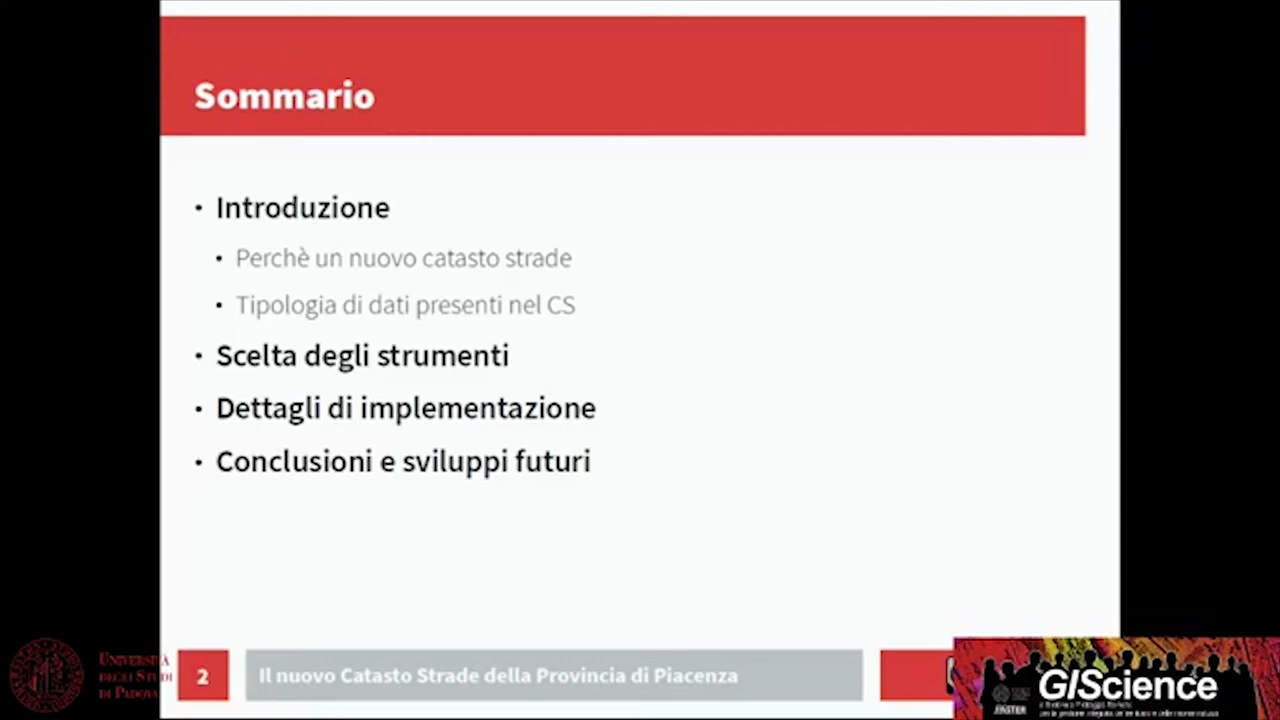 Sommario
• Introduzione
• Perchè un nuovo catasto strade
• Tipologia di dati presenti nel CS
• Scelta degli strumenti
• Dettagli di implementazione
• Conclusioni e sviluppi futuri
UNIVERSITÀ
DEGLI STUDI
DI PADOVA
2
Il nuovo Catasto Strade della Provincia di Piacenza
GIScience
MASTER